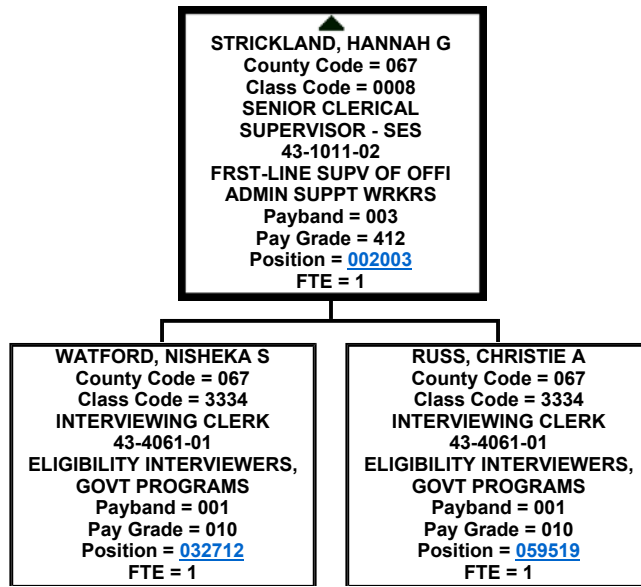 STRICKLAND, HANNAH G
County Code = 067
Class Code = 0008
SENIOR CLERICAL
SUPERVISOR - SES
43-1011-02
FRST-LINE SUPV OF OFFI
ADMIN SUPPT WRKRS
Payband = 003
Pay Grade = 412
Position = 002003
FTE = 1
WATFORD, NISHEKA S
County Code = 067
Class Code = 3334
INTERVIEWING CLERK
43-4061-01
ELIGIBILITY INTERVIEWERS,
GOVT PROGRAMS
Payband = 001
Pay Grade = 010
Position = 032712
FTE = 1
RUSS, CHRISTIE A
County Code = 067
Class Code = 3334
INTERVIEWING CLERK
43-4061-01
ELIGIBILITY INTERVIEWERS,
GOVT PROGRAMS
Payband = 001
Pay Grade = 010
Position = 059519
FTE = 1